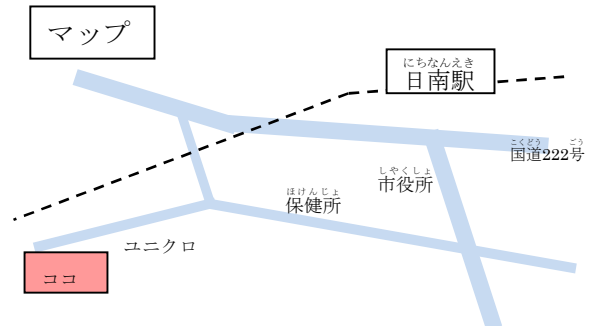 マップ
にちなんえき
日南駅
こくどう ごう
国道222号
しやくしょ
市役所
ほけんじょ
保健所
ユニクロ
ココ